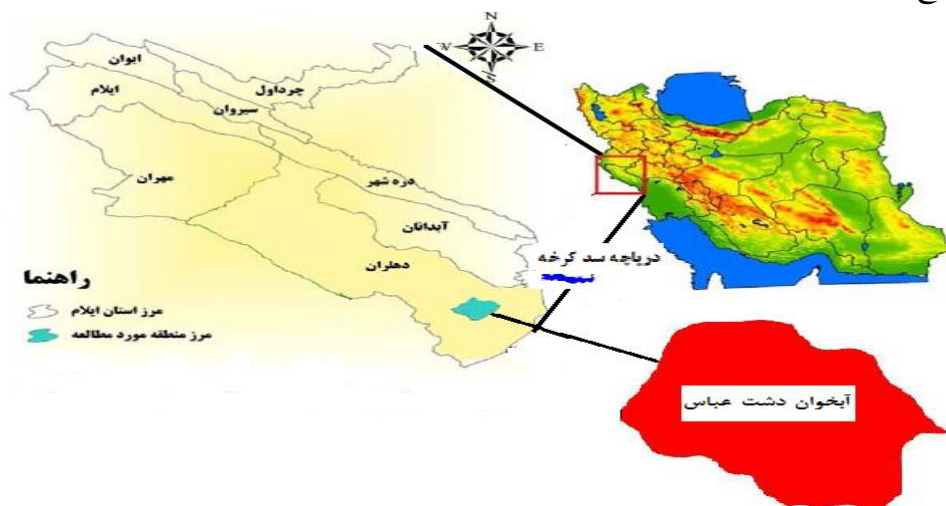 N
W
E
S
ایوان
چرداول
ایلام
سیروان
مهران
دره شهر
آبدانان
دهلران
دریاچه سد کرخه
راهنما
مرز استان ایلام
مرز منطقه مورد مطالعه
آبخوان دشت عباس